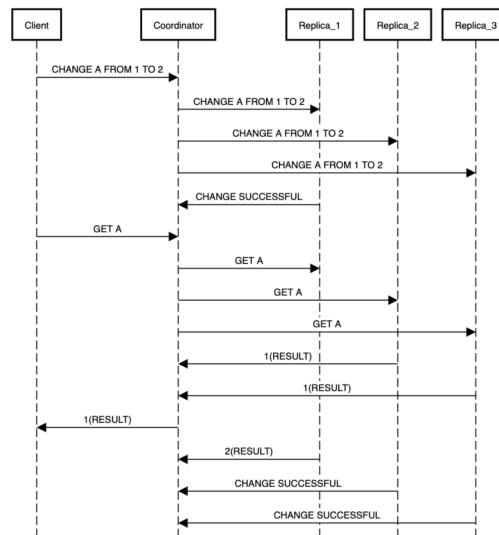 Client Coordinator Replica_1 Replica_2 Replica_3
CHANGE A FROM 1 TO 2
CHANGE A FROM 1 TO 2
CHANGE A FROM 1 TO 2
CHANGE A FROM 1 TO 2
CHANGE SUCCESSFUL
GET A
GET A
GET A
GET A
1(RESULT)
1(RESULT)
1(RESULT)
2(RESULT)
CHANGE SUCCESSFUL
CHANGE SUCCESSFUL